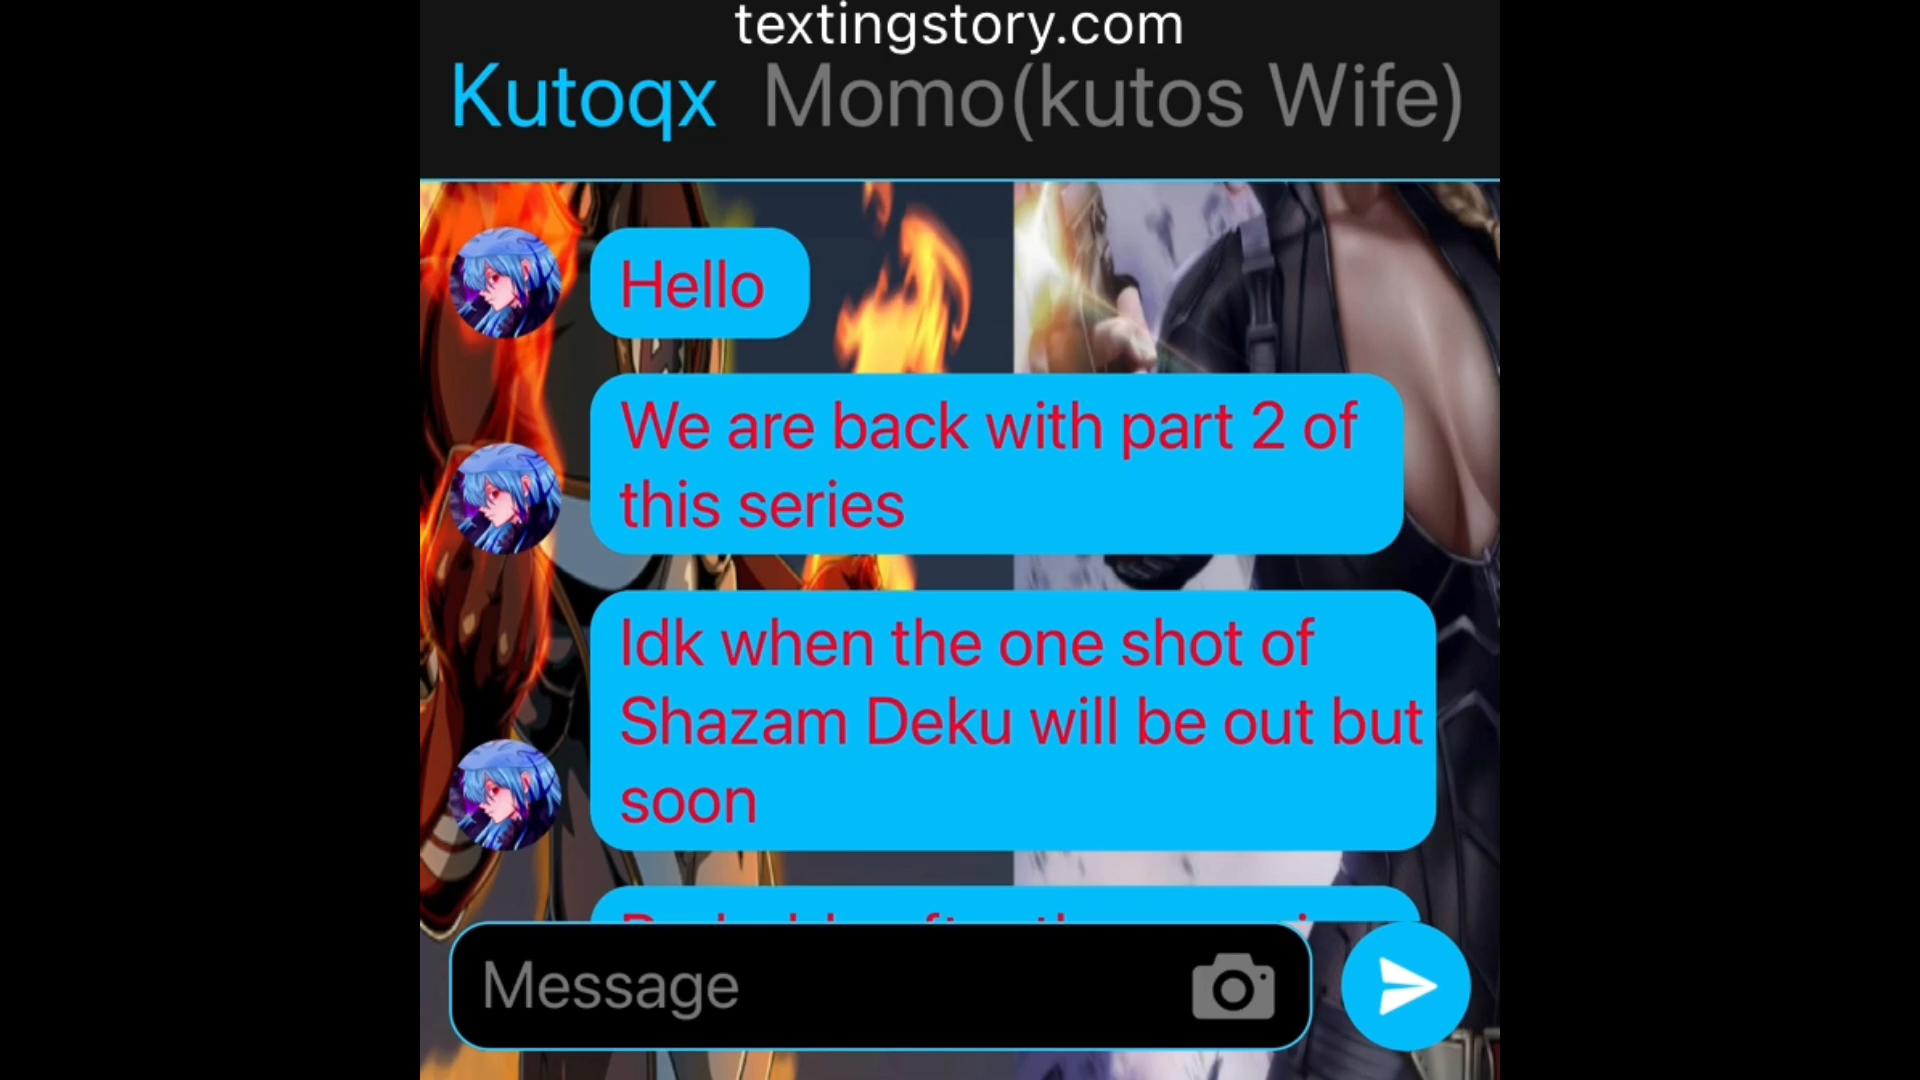 textingstory.com
Kutoqx Momo(kutos Wife)
Hello
We are back with part 2 of
this series
Idk when the one shot of
Shazam Deku will be out but
soon
Message